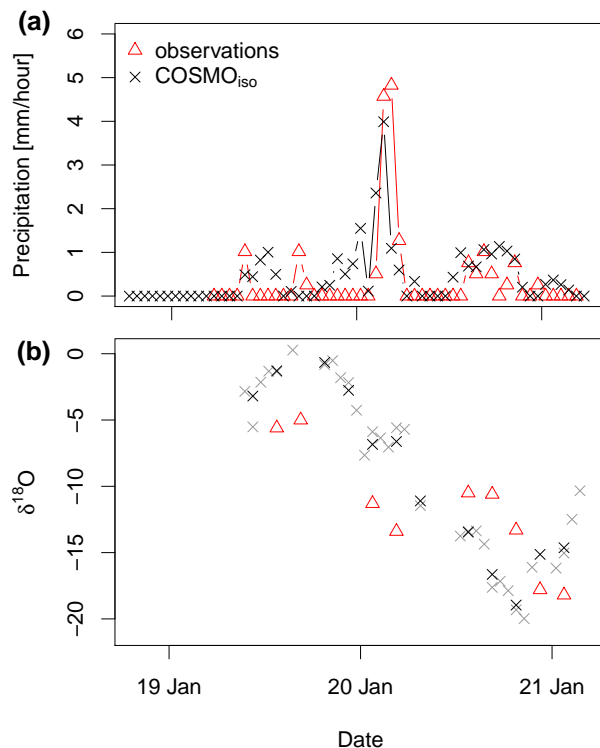 (a)
observations
COSMOiso
Precipitation [mm/hour]
6
5
4
3
2
1
0
(b)
δ18O
0
−5
−10
−15
−20
19 Jan
20 Jan
21 Jan
Date